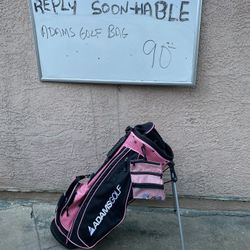 REPLY SOON-HABLE
ADAMS GOLF BAG
90
ADAMSGOLF